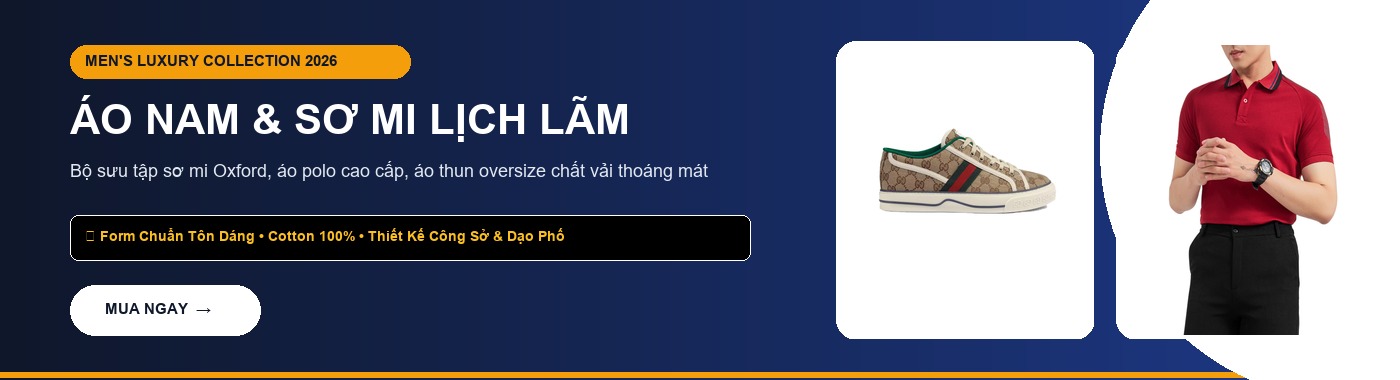 MEN'S LUXURY COLLECTION 2026
ÁO NAM & SƠ MI LỊCH LÃM
Bộ sưu tập sơ mi Oxford, áo polo cao cấp, áo thun oversize chất vải thoáng mát
Form Chuẩn Tôn Dáng • Cotton 100% • Thiết Kế Công Sở & Dạo Phố
MUA NGAY →